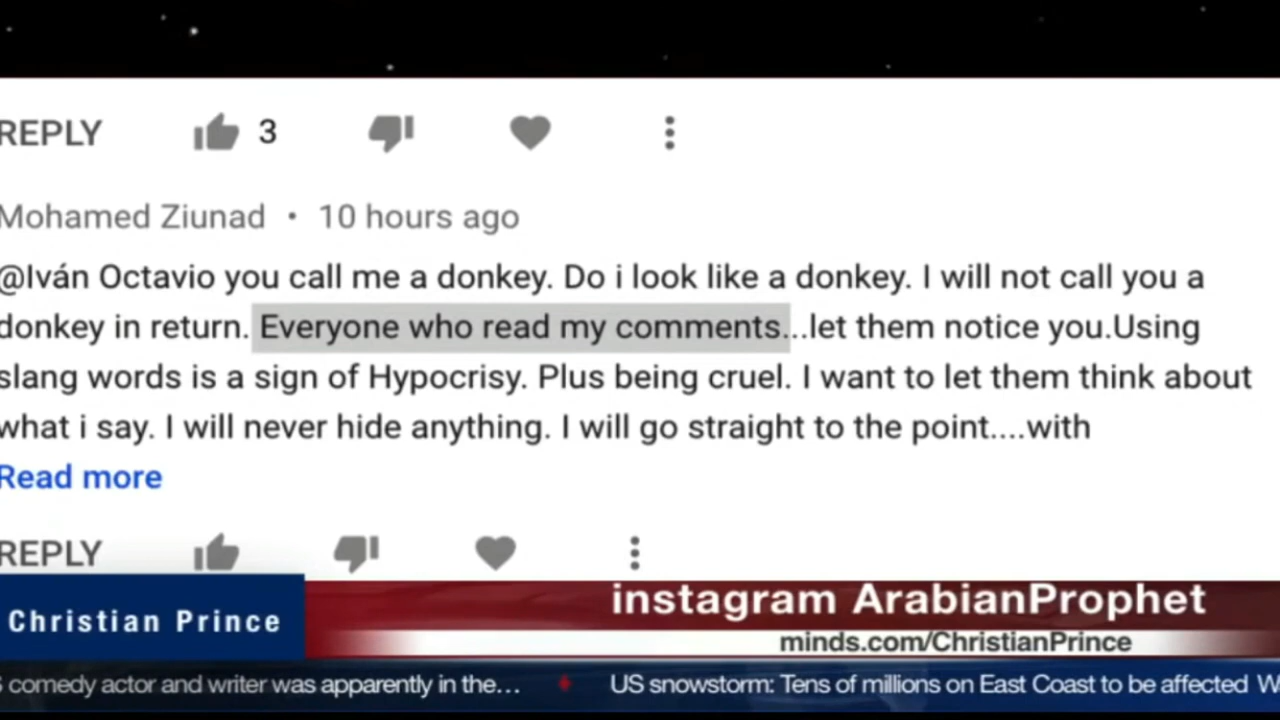 REPLY 3
Mohamed Ziunad • 10 hours ago
@Iván Octavio you call me a donkey. Do i look like a donkey. I will not call you a
donkey in return. Everyone who read my comments...let them notice you.Using
slang words is a sign of Hypocrisy. Plus being cruel. I want to let them think about
what i say. I will never hide anything. I will go straight to the point....with
Read more
REPLY
Christian Prince
instagram ArabianProphet
minds.com/ChristianPrince
comedy actor and writer was apparently in the... US snowstorm: Tens of millions on East Coast to be affected